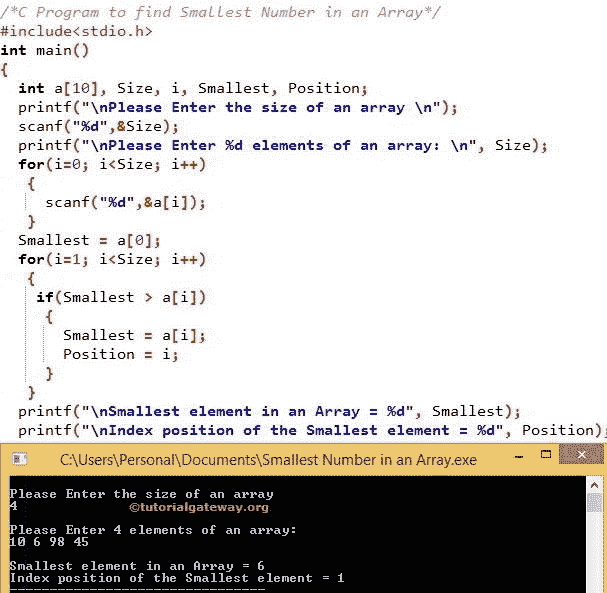 /*C Program to find Smallest Number in an Array*/
#include<stdio.h>
int main()
{
int a[10], Size, i, Smallest, Position;
printf("\nPlease Enter the size of an array \n");
scanf("%d",&Size);
printf("\nPlease Enter %d elements of an array: \n", Size);
for(i=0; i<Size; i++)
{
scanf("%d",&a[i]);
}
Smallest = a[0];
for(i=1; i<Size; i++)
{
if(Smallest > a[i])
{
Smallest = a[i];
Position = i;
}
}
printf("\nSmallest element in an Array = %d", Smallest);
printf("\nIndex position of the Smallest element = %d", Position);
C:\Users\Personal\Documents\Smallest Number in an Array.exe
Please Enter the size of an array
4
©tutorialgateway.org
Please Enter 4 elements of an array:
10 6 98 45
Smallest element in an Array = 6
Index position of the Smallest element = 1